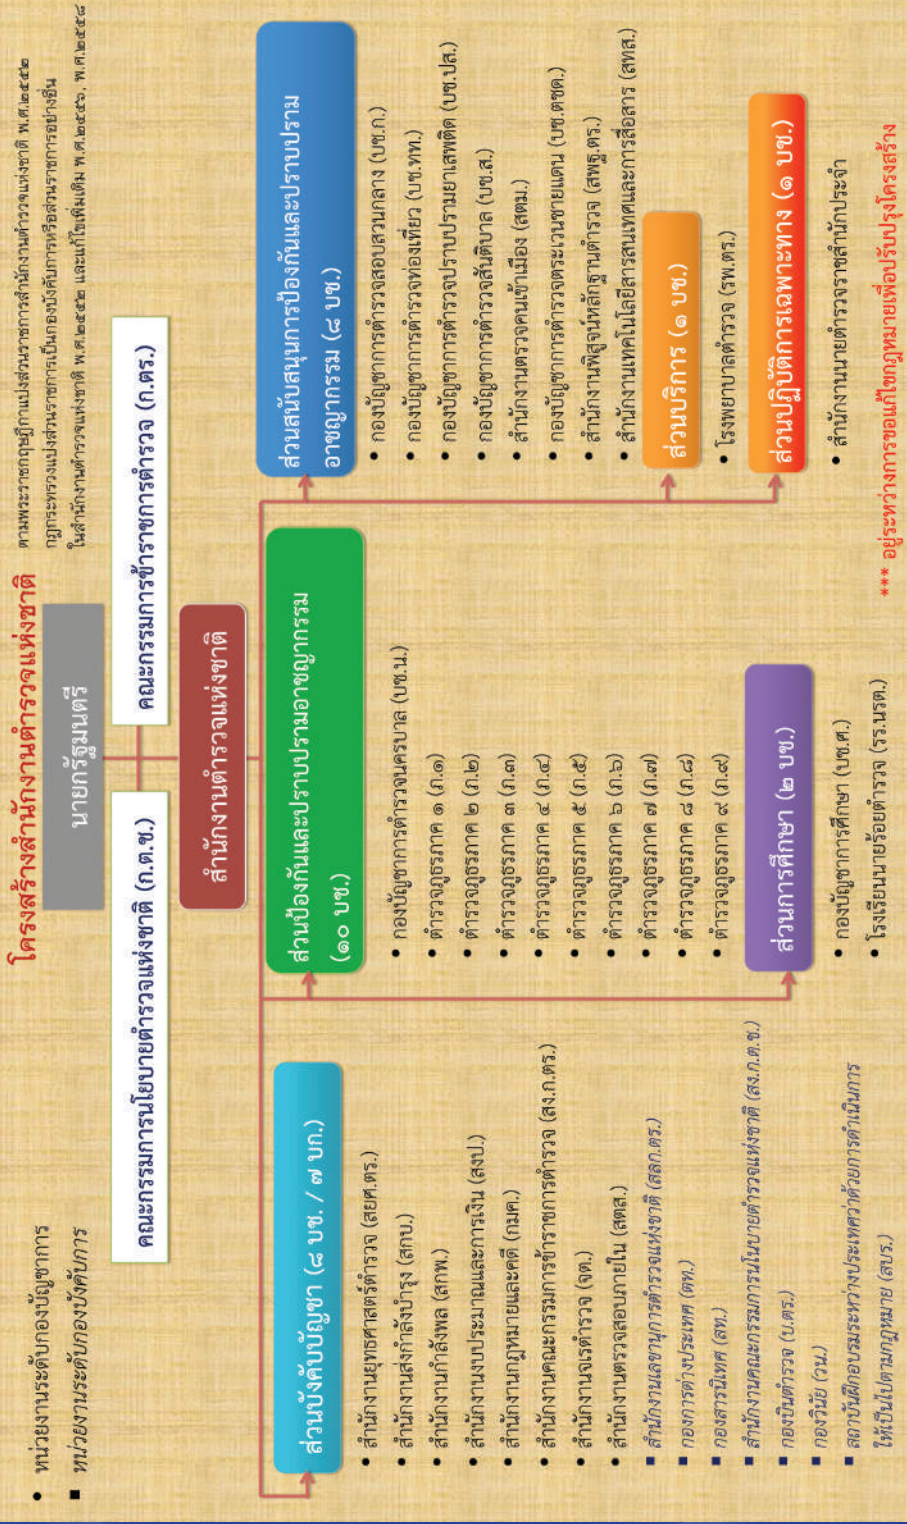 โครงสร้างสำนักงานตำรวจแห่งชาติ
ตามพระราชกฤษฎีกาแบ่งส่วนราชการสำนักงานตำรวจแห่งชาติ พ.ศ.๒๕๕๒
กฎกระทรวงแบ่งส่วนราชการเป็นกองบังคับการหรือส่วนราชการอย่างอื่น
ในสำนักงานตำรวจแห่งชาติ พ.ศ.๒๕๕๒ และแก้ไขเพิ่มเติม พ.ศ.๒๕๕๖, พ.ศ.๒๕๕๘
• หน่วยงานระดับกองบัญชาการ
■ หน่วยงานระดับกองบังคับการ
นายกรัฐมนตรี
คณะกรรมการนโยบายตำรวจแห่งชาติ (ก.ต.ช.)
คณะกรรมการข้าราชการตำรวจ (ก.ตร.)
สำนักงานตำรวจแห่งชาติ
ส่วนบังคับบัญชา (๘ บช. / ๗ บก.)
• สำนักงานยุทธศาสตร์ตำรวจ (สยศ.ตร.)
• สำนักงานส่งกำลังบำรุง (สกบ.)
• สำนักงานกำลังพล (สกพ.)
• สำนักงานงบประมาณและการเงิน (สงป.)
• สำนักงานกฎหมายและคดี (กมค.)
• สำนักงานคณะกรรมการข้าราชการตำรวจ (สง.ก.ตร.)
• สำนักงานจเรตำรวจ (จต.)
• สำนักงานตรวจสอบภายใน (สตส.)
■ สำนักงานเลขานุการตำรวจแห่งชาติ (สลก.ตร.)
■ กองการต่างประเทศ (ตท.)
■ กองสารนิเทศ (สท.)
■ สำนักงานคณะกรรมการนโนบายตำรวจแห่งชาติ (สง.ก.ต.ช.)
■ กองบินตำรวจ (บ.ตร.)
■ กองวินัย (วน.)
■ สถาบันฝึกอบรมระหว่างประเทศว่าด้วยการดำเนินการ
ให้เป็นไปตามกฎหมาย (สบร.)
ส่วนป้องกันและปราบปรามอาชญากรรม
(๑๐ บช.)
• กองบัญชาการตำรวจนครบาล (บช.น.)
• ตำรวจภูธรภาค ๑ (ภ.๑)
• ตำรวจภูธรภาค ๒ (ภ.๒)
• ตำรวจภูธรภาค ๓ (ภ.๓)
• ตำรวจภูธรภาค ๔ (ภ.๔)
• ตำรวจภูธรภาค ๕ (ภ.๕)
• ตำรวจภูธรภาค ๖ (ภ.๖)
• ตำรวจภูธรภาค ๗ (ภ.๗)
• ตำรวจภูธรภาค ๘ (ภ.๘)
• ตำรวจภูธรภาค ๙ (ภ.๙)
ส่วนการศึกษา (๒ บช.)
• กองบัญชาการศึกษา (บช.ศ.)
• โรงเรียนนายร้อยตำรวจ (รร.นรต.)
ส่วนสนับสนุนการป้องกันและปราบปราม
อาชญากรรม (๘ บช.)
• กองบัญชาการตำรวจสอบสวนกลาง (บช.ก.)
• กองบัญชาการตำรวจท่องเที่ยว (บช.ทท.)
• กองบัญชาการตำรวจปราบปรามยาเสพติด (บช.ปส.)
• กองบัญชาการตำรวจสันติบาล (บช.ส.)
• สำนักงานตรวจคนเข้าเมือง (สตม.)
• กองบัญชาการตำรวจตระเวนชายแดน (บช.ตชด.)
• สำนักงานพิสูจน์หลักฐานตำรวจ (สพฐ.ตร.)
• สำนักงานเทคโนโลยีสารสนเทศและการสื่อสาร (สทส.)
ส่วนบริการ (๑ บช.)
• โรงพยาบาลตำรวจ (รพ.ตร.)
ส่วนปฏิบัติการเฉพาะทาง (๑ บช.)
• สำนักงานนายตำรวจราชสำนักประจำ
*** อยู่ระหว่างการขอแก้ไขกฎหมายเพื่อปรับปรุงโครงสร้าง